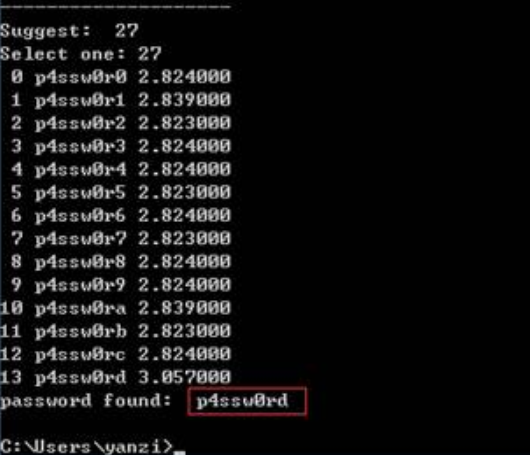 --------------------
Suggest:  27
Select one: 27
 0 p4ssw0r0 2.824000
 1 p4ssw0r1 2.839000
 2 p4ssw0r2 2.823000
 3 p4ssw0r3 2.824000
 4 p4ssw0r4 2.824000
 5 p4ssw0r5 2.823000
 6 p4ssw0r6 2.824000
 7 p4ssw0r7 2.823000
 8 p4ssw0r8 2.824000
 9 p4ssw0r9 2.824000
10 p4ssw0ra 2.839000
11 p4ssw0rb 2.823000
12 p4ssw0rc 2.824000
13 p4ssw0rd 3.057000
password found:  p4ssw0rd
C:\Users\yanzi>_